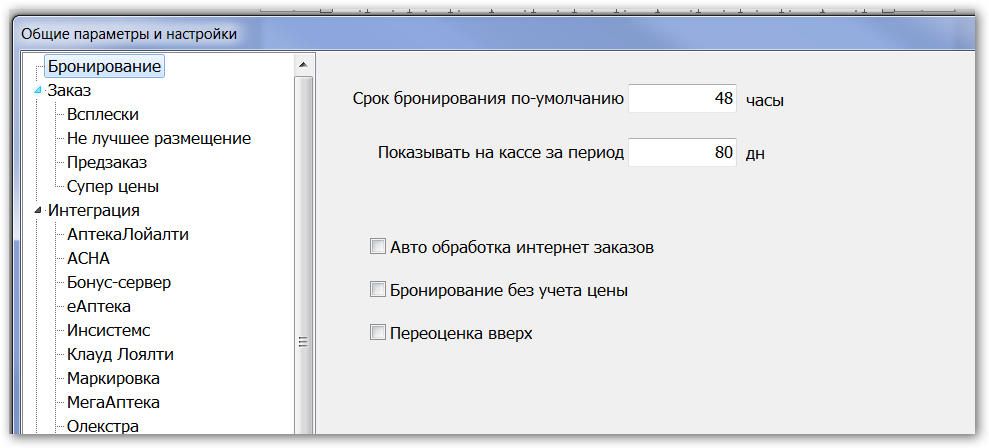 Общие параметры и настройки
Бронирование
Заказ
Всплески
Не лучшее размещение
Предзаказ
Супер цены
Интеграция
АптекаЛойалти
АСНА
Бонус-сервер
еАптека
Инсистемс
Клауд Лоялти
Маркировка
МегаАптека
Олекстра
Срок бронирования по-умолчанию 48 часы
Показывать на кассе за период 80 дн
Авто обработка интернет заказов
Бронирование без учета цены
Переоценка вверх